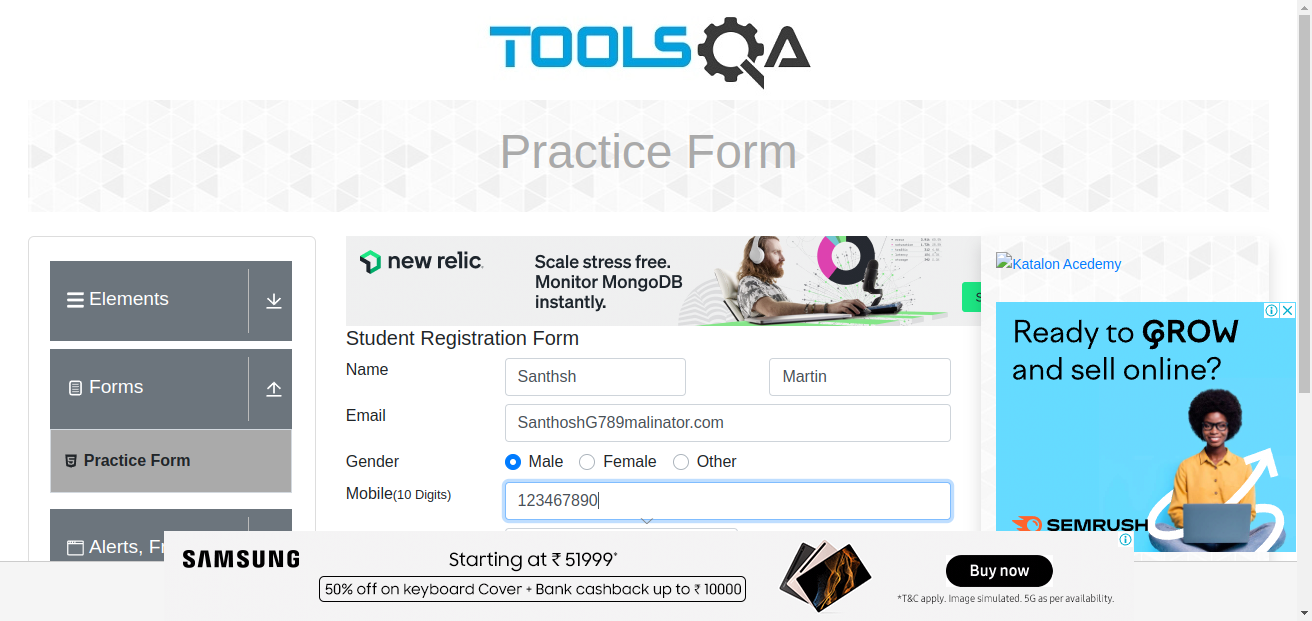 TOOLSQA
Practice Form
Elements
Forms
Practice Form
Alerts, Fr
new relic
Scale stress free.
Monitor MongoDB
instantly.
S
Student Registration Form
Name
Santhsh
Martin
Email
SanthoshG789malinator.com
Gender
Male
Female
Other
Mobile(10 Digits)
123467890
Katalon Acedemy
Ready to GROW
and sell online?
SEMRUSH
SAMSUNG
Starting at ₹ 51999*
50% off on keyboard Cover + Bank cashback up to ₹ 10000
Buy now
*T&C apply. Image simulated. 5G as per availability.